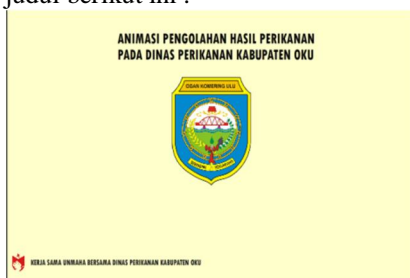 judul berikut ini :
ANIMASI PENGOLAHAN HASIL PERIKANAN
PADA DINAS PERIKANAN KABUPATEN OKU
OGAN KOMERING ULU
KERJA SAMA UNMAHA BERSAMA DINAS PERIKANAN KABUPATEN OKU